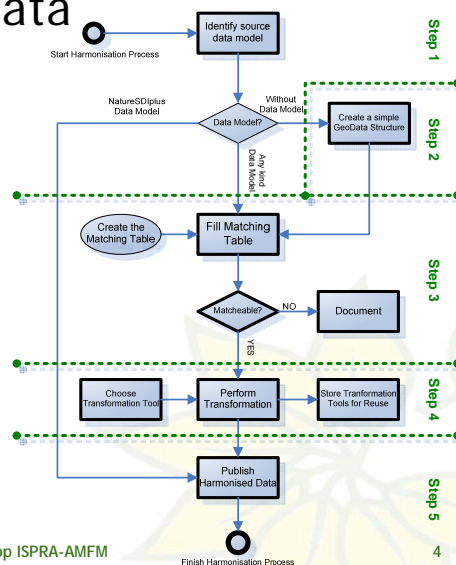 ata
Identify source
data model
Start Harmonisation Process
Step 1
NatureSDIplus
Data Model
Data Model?
Without
Data Model
Create a simple
GeoData Structure
Step 2
Any kind
Data Model
Create the
Matching Table
Fill Matching
Table
Step 3
Matcheable?
NO
Document
YES
Choose
Transformation Tool
Perform
Transformation
Store Tranformation
Tools for Reuse
Step 4
Publish
Harmonised Data
Step 5
Finish Harmonisation Process
op ISPRA-AMFM
4